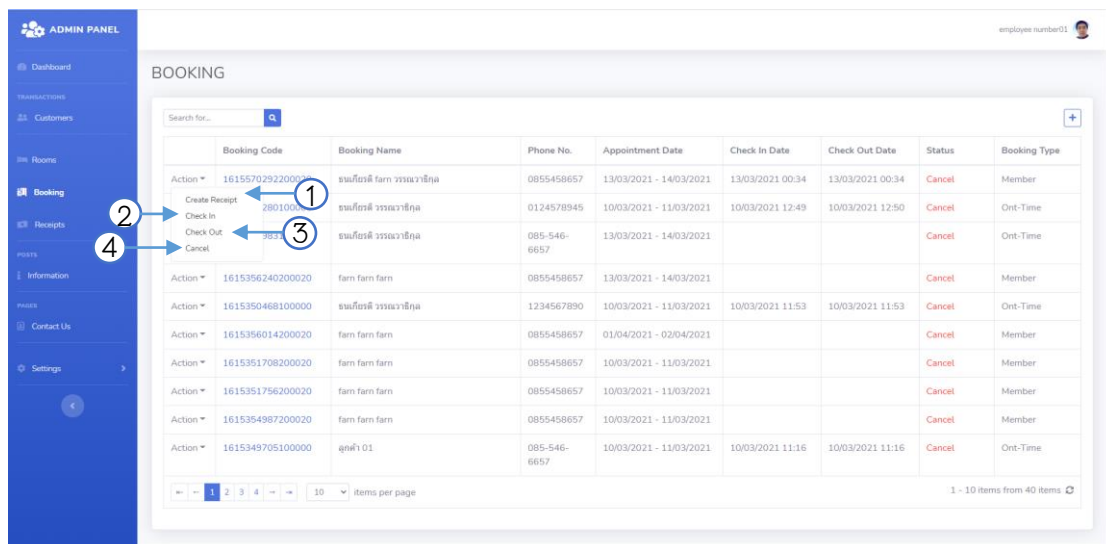 ADMIN PANEL
employee number01
Dashboard
BOOKING
TRANSACTIONS
Customers
Search for...
+
Rooms
Booking
Receipts
POSTS
Information
PAGES
Contact Us
Settings
Booking Code Booking Name Phone No. Appointment Date Check In Date Check Out Date Status Booking Type
Action 1615570292200020 ธนเกียรติ farn วรรณวาธิกุล 0855458657 13/03/2021 - 14/03/2021 13/03/2021 00:34 13/03/2021 00:34 Cancel Member
Create Receipt 1
2 Check In
Check Out 3
4 Cancel
ธนเกียรติ วรรณวาธิกุล 0124578945 10/03/2021 - 11/03/2021 10/03/2021 12:49 10/03/2021 12:50 Cancel Ont-Time
ธนเกียรติ วรรณวาธิกุล 085-546-6657 13/03/2021 - 14/03/2021 Cancel Ont-Time
Action 1615356240200020 farn farn farn 0855458657 13/03/2021 - 14/03/2021 Cancel Member
Action 1615350468100000 ธนเกียรติ วรรณวาธิกุล 1234567890 10/03/2021 - 11/03/2021 10/03/2021 11:53 10/03/2021 11:53 Cancel Ont-Time
Action 1615356014200020 farn farn farn 0855458657 01/04/2021 - 02/04/2021 Cancel Member
Action 1615351708200020 farn farn farn 0855458657 10/03/2021 - 11/03/2021 Cancel Member
Action 1615351756200020 farn farn farn 0855458657 10/03/2021 - 11/03/2021 Cancel Member
Action 1615354987200020 farn farn farn 0855458657 10/03/2021 - 11/03/2021 Cancel Member
Action 1615349705100000 ลูกค้า 01 085-546-6657 10/03/2021 - 11/03/2021 10/03/2021 11:16 10/03/2021 11:16 Cancel Ont-Time
1 2 3 4 10 items per page 1 - 10 items from 40 items